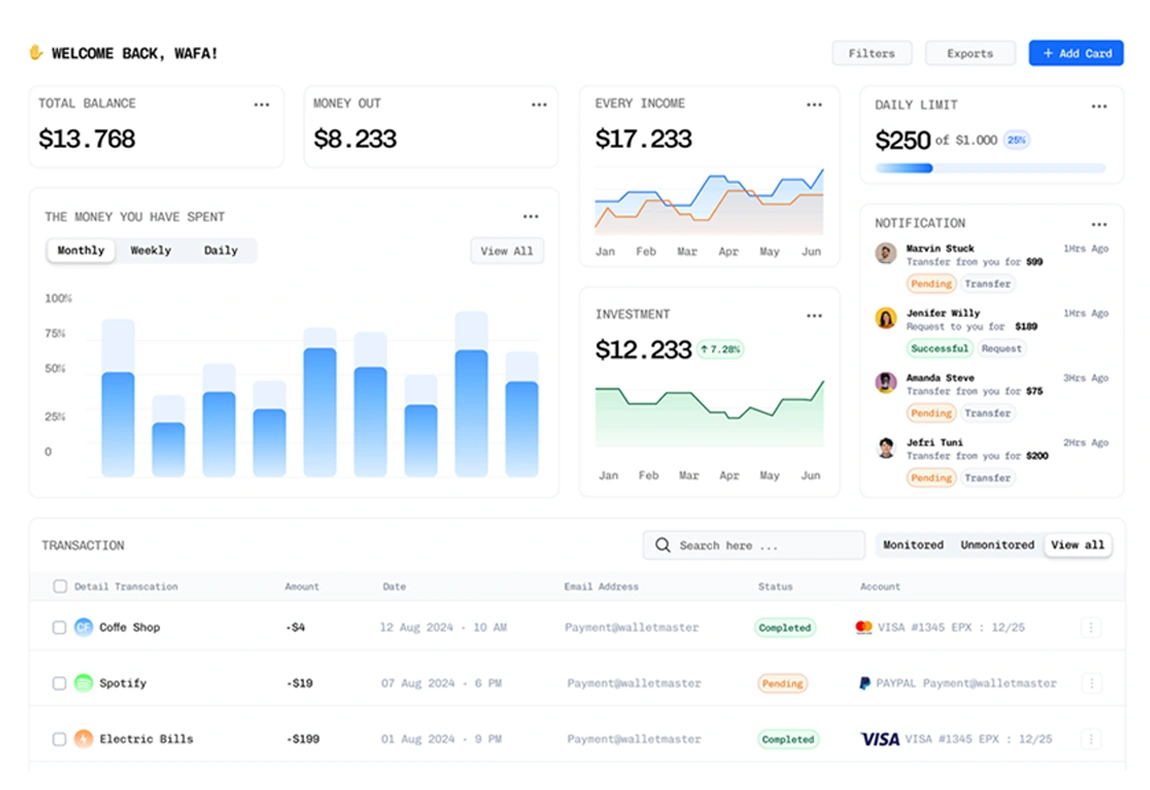 WELCOME BACK, WAFA!
Filters
Exports
+ Add Card
TOTAL BALANCE
$13.768
MONEY OUT
$8.233
EVERY INCOME
$17.233
Jan Feb Mar Apr May Jun
DAILY LIMIT
$250 of $1.000 25%
THE MONEY YOU HAVE SPENT
Monthly Weekly Daily
View All
100%
75%
50%
25%
0
INVESTMENT
$12.233 ↑ 7.28%
Jan Feb Mar Apr May Jun
NOTIFICATION
Marvin Stuck 1Hrs Ago
Transfer from you for $99
Pending Transfer
Jenifer Willy 1Hrs Ago
Request to you for $189
Successful Request
Amanda Steve 3Hrs Ago
Transfer from you for $75
Pending Transfer
Jefri Tuni 2Hrs Ago
Transfer from you for $200
Pending Transfer
TRANSACTION
Search here ...
Monitored Unmonitored View all
Detail Transcation Amount Date Email Address Status Account
CF Coffe Shop -$4 12 Aug 2024 - 10 AM Payment@walletmaster Completed VISA #1345 EPX : 12/25
Spotify -$19 07 Aug 2024 - 6 PM Payment@walletmaster Pending PAYPAL Payment@walletmaster
Electric Bills -$199 01 Aug 2024 - 9 PM Payment@walletmaster Completed VISA VISA #1345 EPX : 12/25